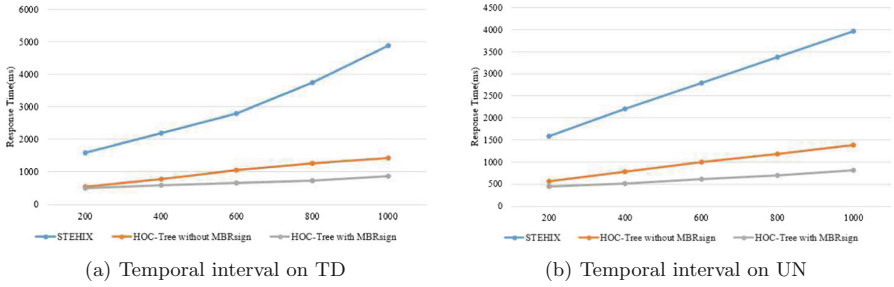 6000
5000
4000
3000
2000
1000
0
Response Time(ms)
200 400 600 800 1000
STEHIX HOC-Tree without MBRsign HOC-Tree with MBRsign
(a) Temporal interval on TD
4500
4000
3500
3000
2500
2000
1500
1000
500
0
Response Time(ms)
200 400 600 800 1000
STEHIX HOC-Tree without MBRsign HOC-Tree with MBRsign
(b) Temporal interval on UN